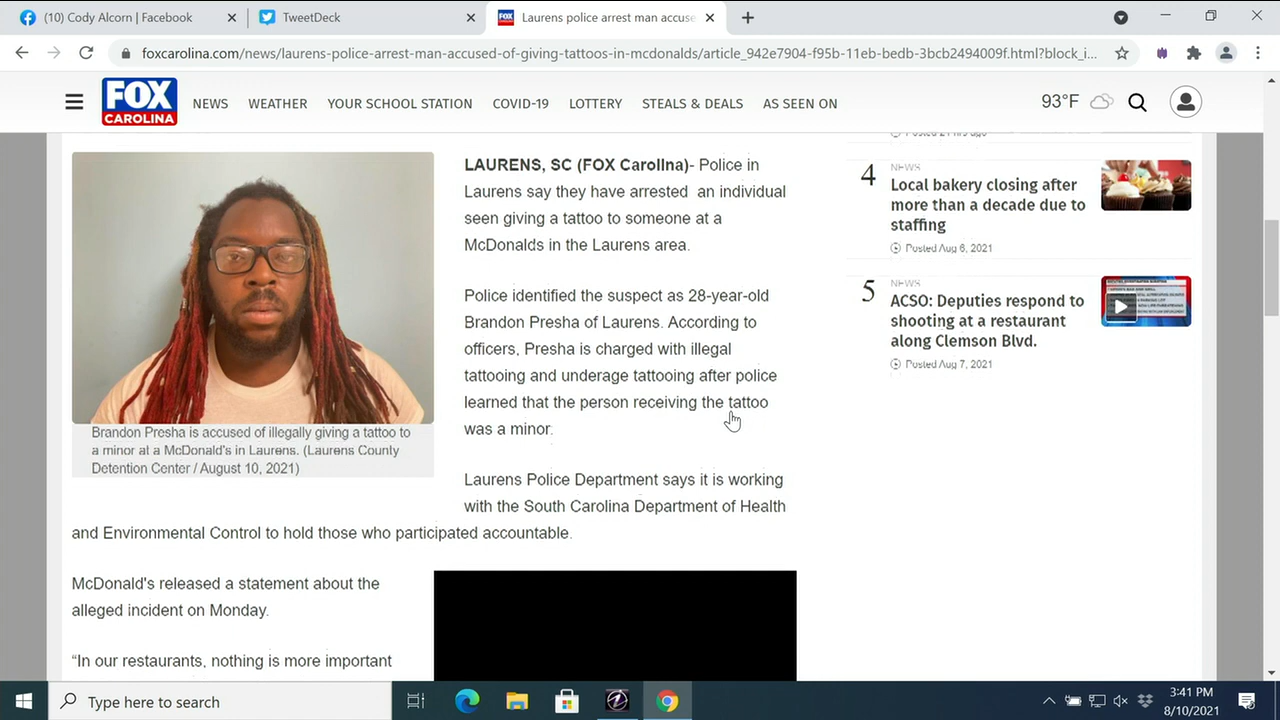 (10) Cody Alcorn | Facebook
TweetDeck
Laurens police arrest man accuse
foxcarolina.com/news/laurens-police-arrest-man-accused-of-giving-tattoos-in-mcdonalds/article_942e7904-f95b-11eb-bedb-3bcb2494009f.html?block_i...
FOX
CAROLINA
NEWS
WEATHER
YOUR SCHOOL STATION
COVID-19
LOTTERY
STEALS & DEALS
AS SEEN ON
93°F
LAURENS, SC (FOX Carolina)- Police in
Laurens say they have arrested an individual
seen giving a tattoo to someone at a
McDonalds in the Laurens area.
Police identified the suspect as 28-year-old
Brandon Presha of Laurens. According to
officers, Presha is charged with illegal
tattooing and underage tattooing after police
learned that the person receiving the tattoo
was a minor.
Brandon Presha is accused of illegally giving a tattoo to
a minor at a McDonald's in Laurens. (Laurens County
Detention Center / August 10, 2021)
Laurens Police Department says it is working
with the South Carolina Department of Health
and Environmental Control to hold those who participated accountable.
McDonald's released a statement about the
alleged incident on Monday.
“In our restaurants, nothing is more important
Posted 21 hrs ago
4
NEWS
Local bakery closing after
more than a decade due to
staffing
Posted Aug 6, 2021
5
NEWS
ACSO: Deputies respond to
shooting at a restaurant
along Clemson Blvd.
Posted Aug 7, 2021
Type here to search
3:41 PM
8/10/2021